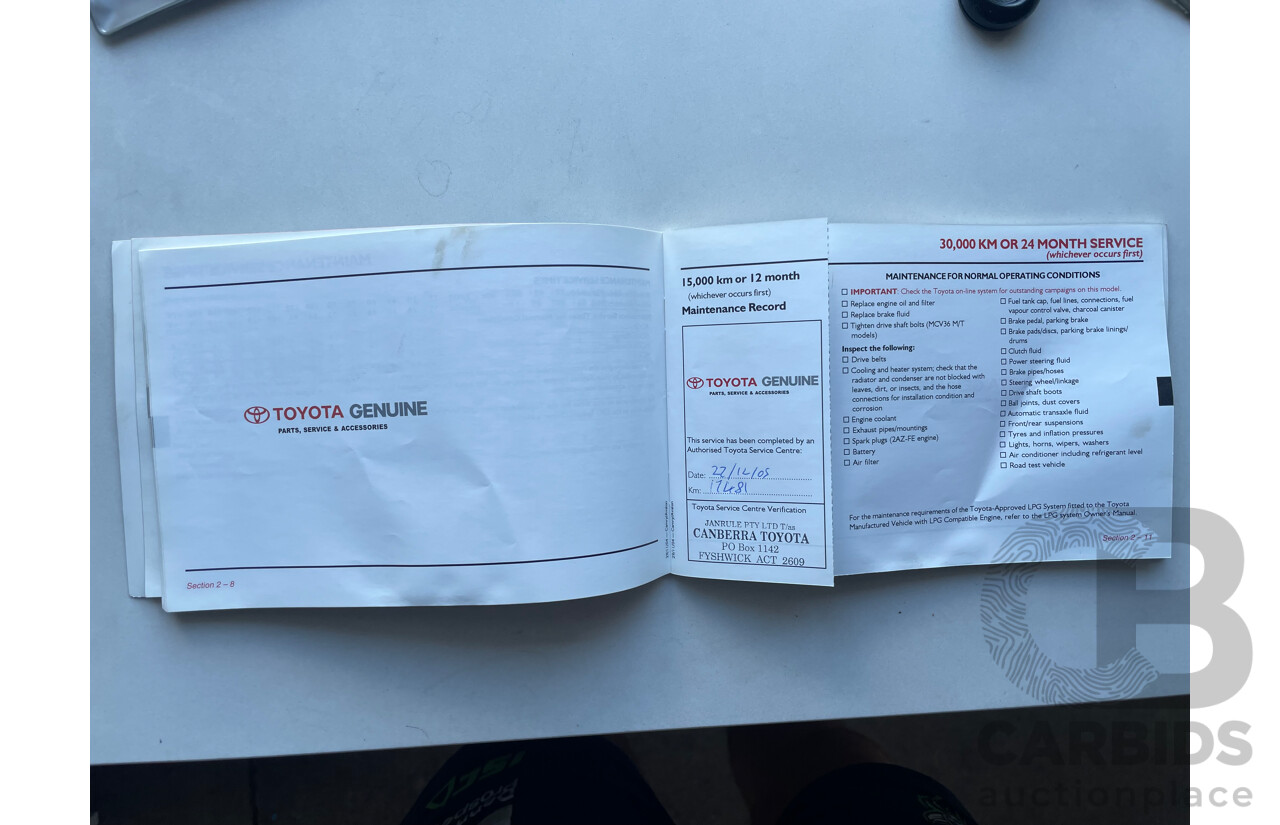 TOYOTA GENUINE
PARTS, SERVICE & ACCESSORIES
Section 2 – 8
15,000 km or 12 month
(whichever occurs first)
Maintenance Record
TOYOTA GENUINE
PARTS, SERVICE & ACCESSORIES
This service has been completed by an
Authorised Toyota Service Centre:
Date: 22/12/05
Km: 17481
Toyota Service Centre Verification
JANRULE PTY LTD T/as
CANBERRA TOYOTA
PO Box 1142
FYSHWICK ACT 2609
30,000 KM OR 24 MONTH SERVICE
(whichever occurs first)
MAINTENANCE FOR NORMAL OPERATING CONDITIONS
IMPORTANT: Check the Toyota on-line system for outstanding campaigns on this model.
Replace engine oil and filter
Replace brake fluid
Tighten drive shaft bolts (MCV36 M/T
models)
Inspect the following:
Drive belts
Cooling and heater system; check that the
radiator and condenser are not blocked with
leaves, dirt, or insects, and the hose
connections for installation condition and
corrosion
Engine coolant
Exhaust pipes/mountings
Spark plugs (2AZ-FE engine)
Battery
Air filter
Fuel tank cap, fuel lines, connections, fuel
vapour control valve, charcoal canister
Brake pedal, parking brake
Brake pads/discs, parking brake linings/
drums
Clutch fluid
Power steering fluid
Brake pipes/hoses
Steering wheel/linkage
Drive shaft boots
Ball joints, dust covers
Automatic transaxle fluid
Front/rear suspensions
Tyres and inflation pressures
Lights, horns, wipers, washers
Air conditioner including refrigerant level
Road test vehicle
For the maintenance requirements of the Toyota-Approved LPG System fitted to the Toyota
Manufactured Vehicle with LPG Compatible Engine, refer to the LPG system Owner's Manual.
Section 2 – 11
CB
CARBIDS
auctionplace